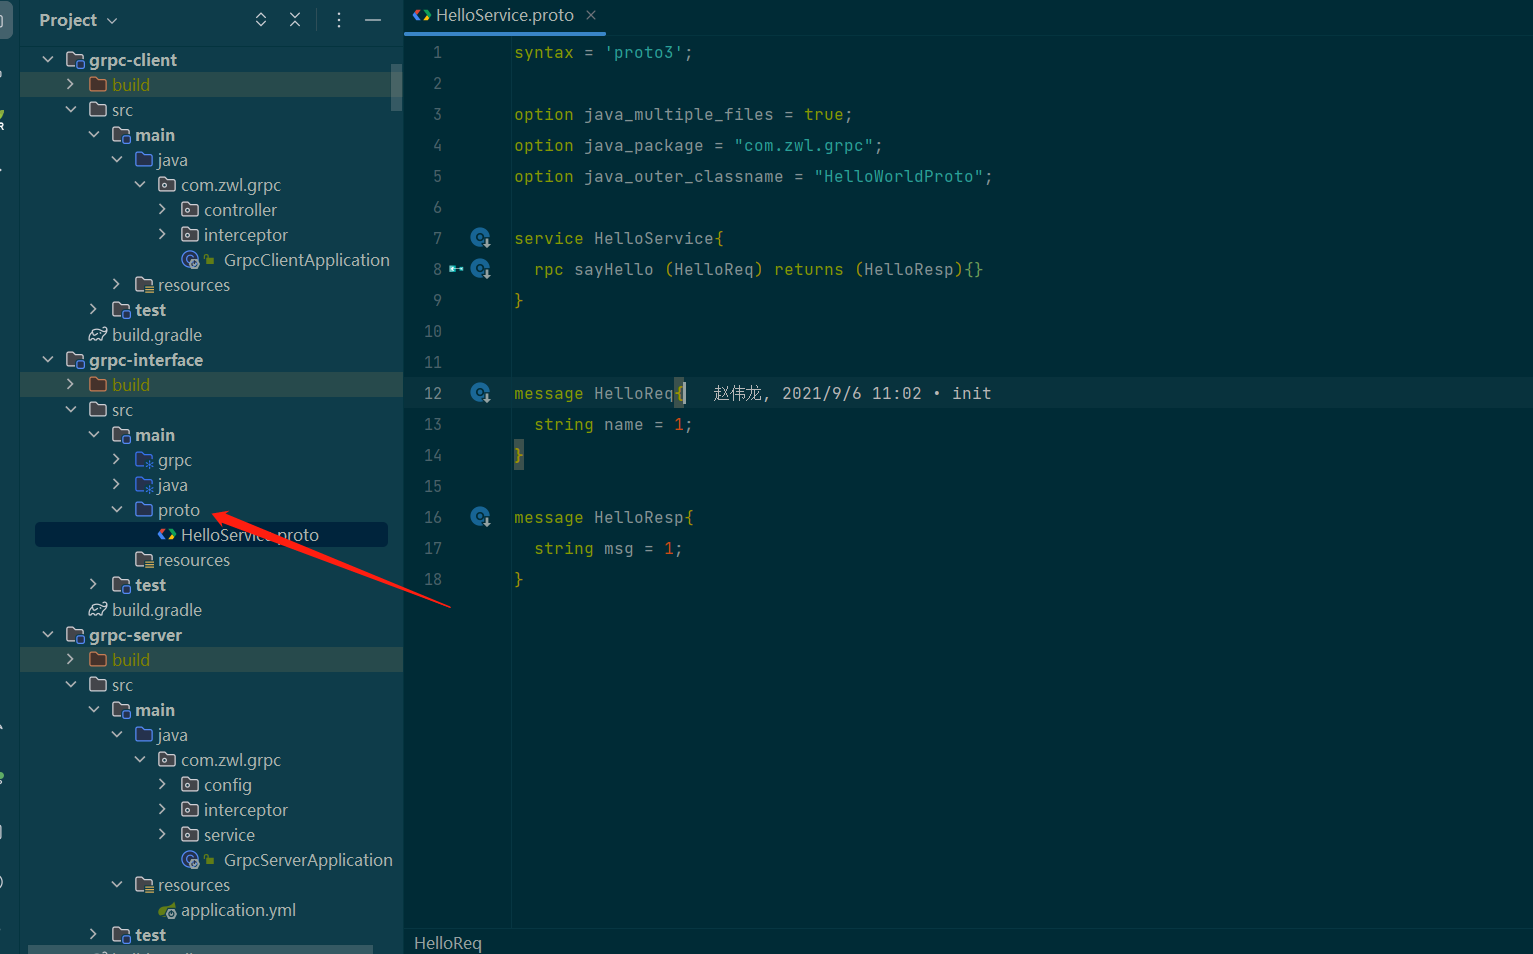 Project
grpc-client
build
src
main
java
com.zwl.grpc
controller
interceptor
GrpcClientApplication
resources
test
build.gradle
grpc-interface
build
src
main
grpc
java
proto
HelloService.proto
resources
test
build.gradle
grpc-server
build
src
main
java
com.zwl.grpc
config
interceptor
service
GrpcServerApplication
resources
application.yml
test
HelloService.proto
1 syntax = 'proto3';
2
3 option java_multiple_files = true;
4 option java_package = "com.zwl.grpc";
5 option java_outer_classname = "HelloWorldProto";
6
7 service HelloService{
8 rpc sayHello (HelloReq) returns (HelloResp){}
9 }
10
11
12 message HelloReq{ 赵伟龙, 2021/9/6 11:02 • init
13 string name = 1;
14 }
15
16 message HelloResp{
17 string msg = 1;
18 }
HelloReq